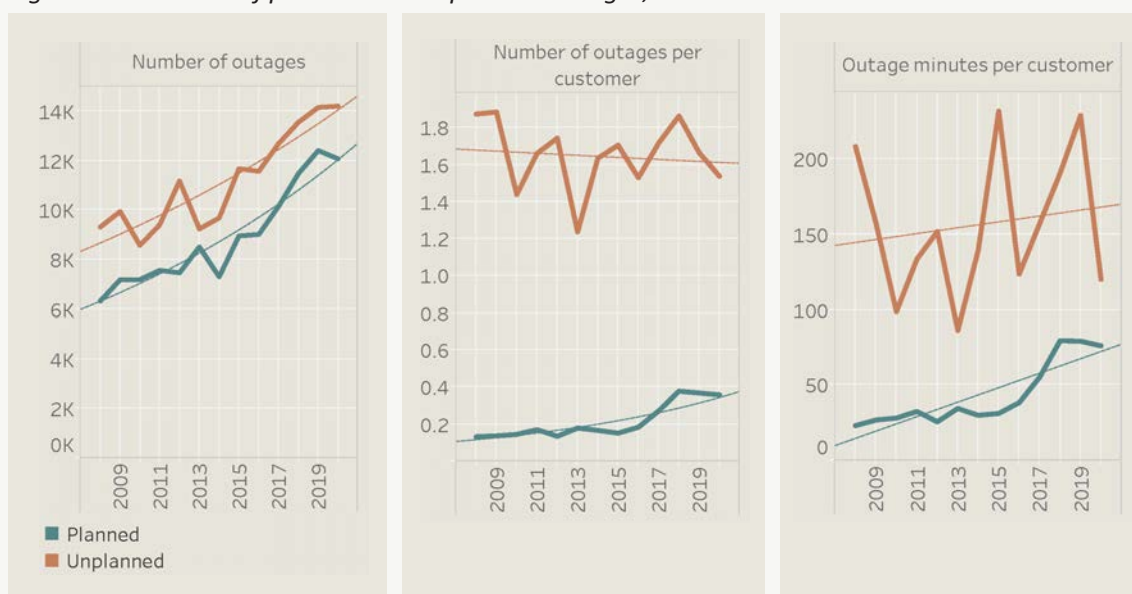 Number of outages
14K
12K
10K
8K
6K
4K
2K
0K
2009
2011
2013
2015
2017
2019
Planned
Unplanned
Number of outages per
customer
1.8
1.6
1.4
1.2
1.0
0.8
0.6
0.4
0.2
2009
2011
2013
2015
2017
2019
Outage minutes per customer
200
150
100
50
0
2009
2011
2013
2015
2017
2019